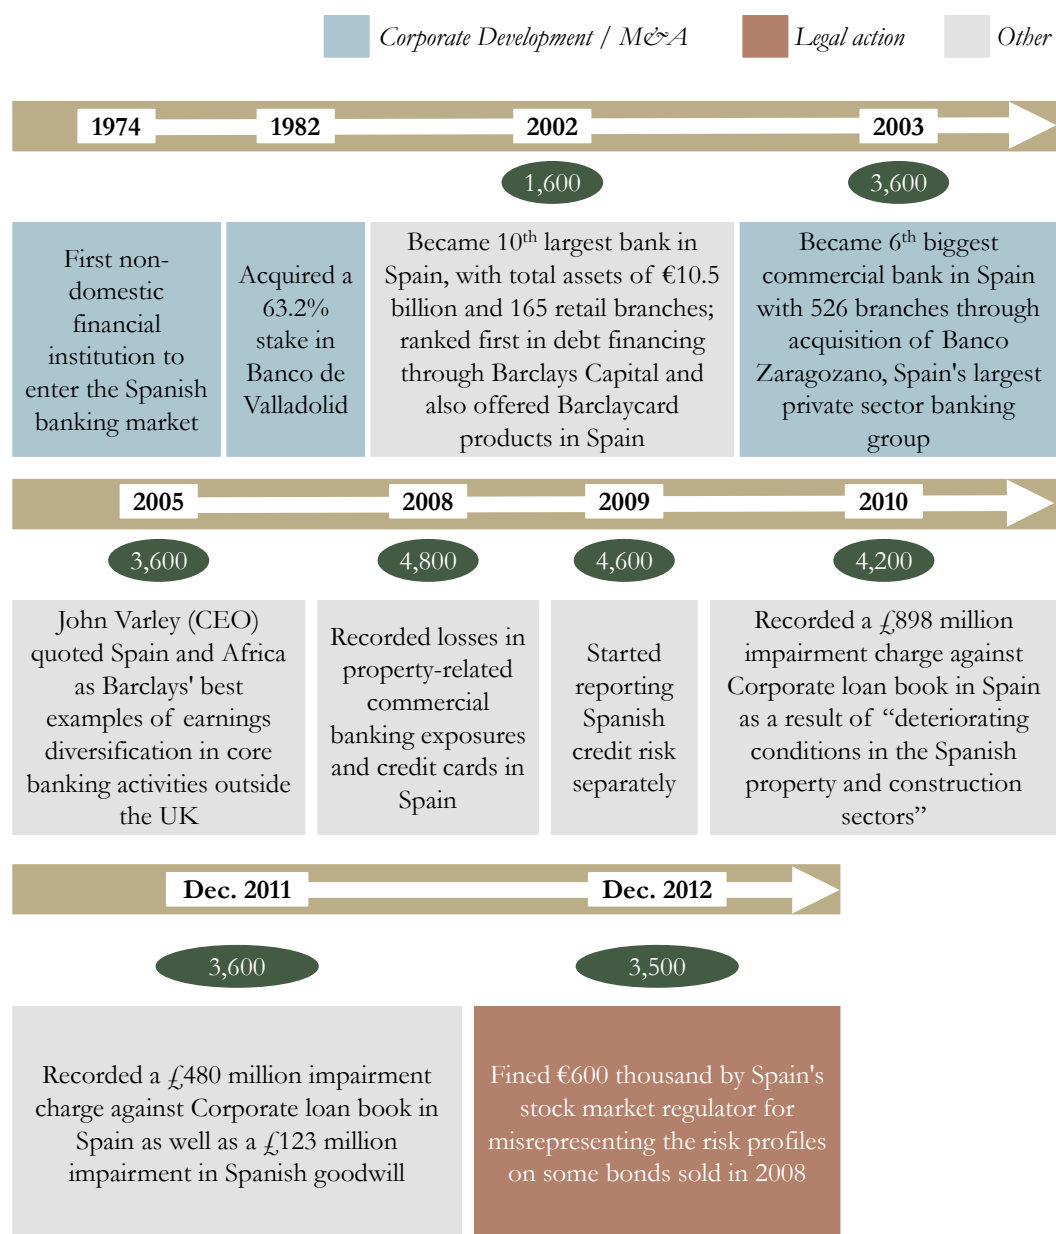 Corporate Development / M&A
Legal action
Other
1974
1982
2002
2003
1,600
3,600
First non-
domestic
financial
institution to
enter the Spanish
banking market
Acquired a
63.2%
stake in
Banco de
Valladolid
Became 10th largest bank in
Spain, with total assets of €10.5
billion and 165 retail branches;
ranked first in debt financing
through Barclays Capital and
also offered Barclaycard
products in Spain
Became 6th biggest
commercial bank in Spain
with 526 branches through
acquisition of Banco
Zaragozano, Spain's largest
private sector banking
group
2005
2008
2009
2010
3,600
4,800
4,600
4,200
John Varley (CEO)
quoted Spain and Africa
as Barclays' best
examples of earnings
diversification in core
banking activities outside
the UK
Recorded losses in
property-related
commercial
banking exposures
and credit cards in
Spain
Started
reporting
Spanish
credit risk
separately
Recorded a £898 million
impairment charge against
Corporate loan book in Spain
as a result of “deteriorating
conditions in the Spanish
property and construction
sectors”
Dec. 2011
Dec. 2012
3,600
3,500
Recorded a £480 million impairment
charge against Corporate loan book in
Spain as well as a £123 million
impairment in Spanish goodwill
Fined €600 thousand by Spain's
stock market regulator for
misrepresenting the risk profiles
on some bonds sold in 2008